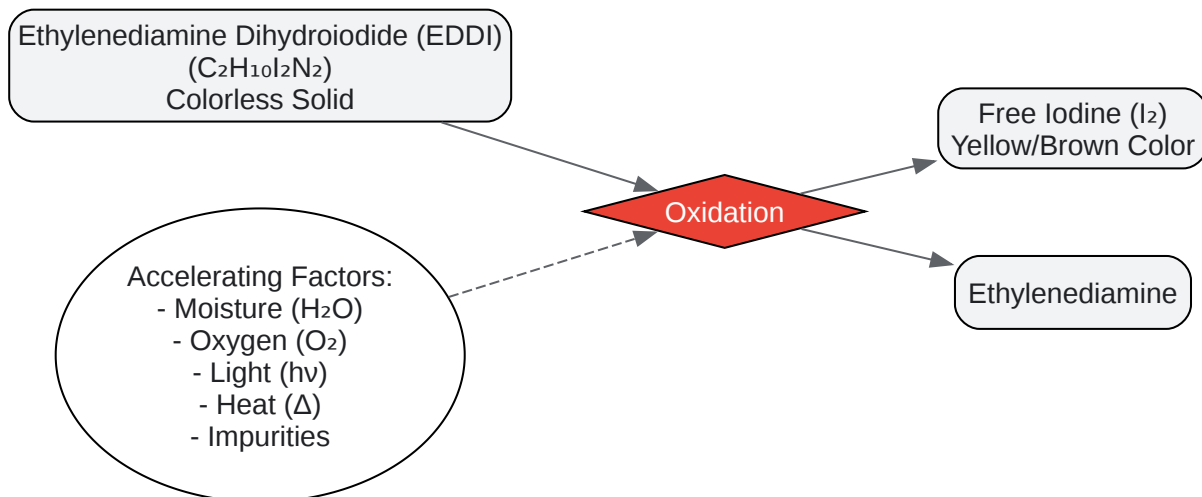 Ethylenediamine Dihydroiodide (EDDI)
(C₂H₁₀I₂N₂)
Colorless Solid
Free Iodine (I₂)
Yellow/Brown Color
Oxidation
Accelerating Factors:
- Moisture (H₂O)
- Oxygen (O₂)
- Light (hν)
- Heat (Δ)
- Impurities
Ethylenediamine